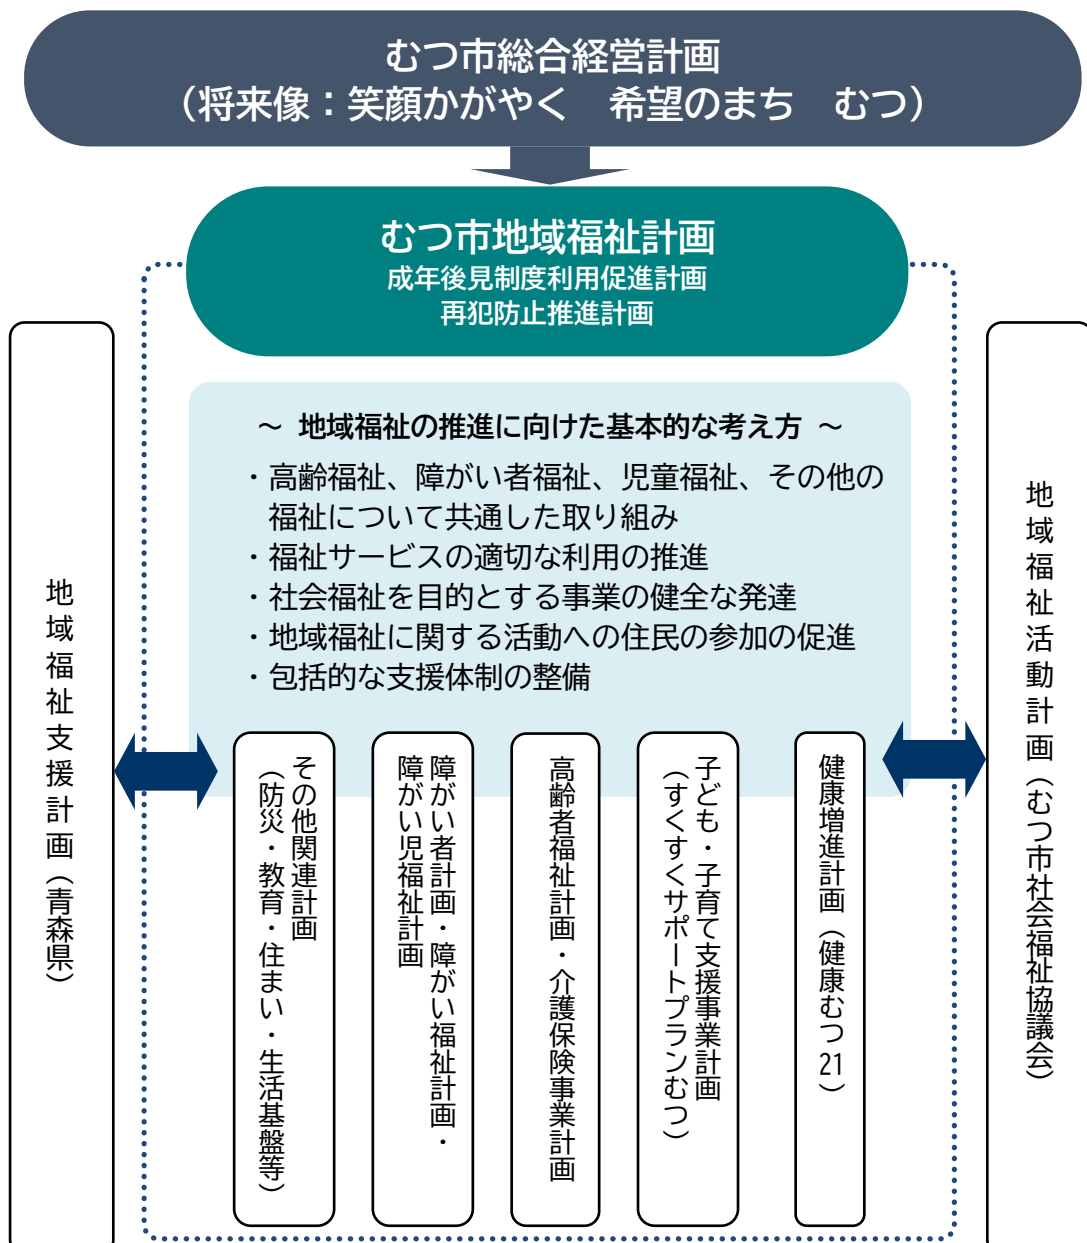 むつ市総合経営計画
（将来像：笑顔かがやく　希望のまち　むつ）
むつ市地域福祉計画
成年後見制度利用促進計画
再犯防止推進計画
～ 地域福祉の推進に向けた基本的な考え方 ～
・高齢福祉、障がい者福祉、児童福祉、その他の
福祉について共通した取り組み
・福祉サービスの適切な利用の推進
・社会福祉を目的とする事業の健全な発達
・地域福祉に関する活動への住民の参加の促進
・包括的な支援体制の整備
地域福祉支援計画（青森県）
その他関連計画
（防災・教育・住まい・生活基盤等）
障がい者計画・障がい福祉計画・
障がい児福祉計画
高齢者福祉計画・介護保険事業計画
子ども・子育て支援事業計画
（すくすくサポートプランむつ）
健康増進計画（健康むつ21）
地域福祉活動計画（むつ市社会福祉協議会）